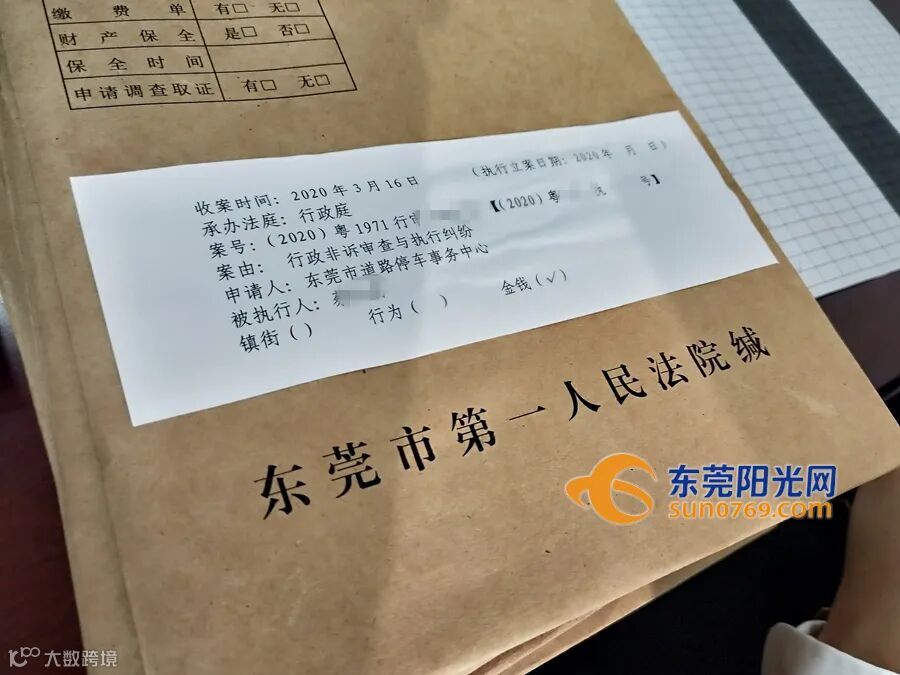 缴费单 有□ 无□
财产保全 是□ 否□
保全时间
申请调查取证 有□ 无□
收案时间：2020年3月16日 （执行立案日期：2020年 月 日）
承办法庭：行政庭
案号：（2020）粤1971行审 【（2020）粤 号】
案由： 行政非诉审查与执行纠纷
申请人：东莞市道路停车事务中心
被执行人：
镇街（ ） 行为（ ） 金钱（√）
东莞市第一人民法院缄
东莞阳光网
sun0769.com
大数跨境